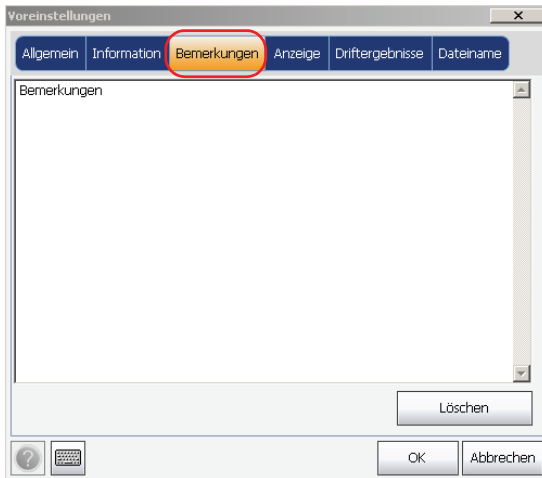 Voreinstellungen
Allgemein Information Bemerkungen Anzeige Driftergebnisse Dateiname
Bemerkungen
Löschen
OK Abbrechen